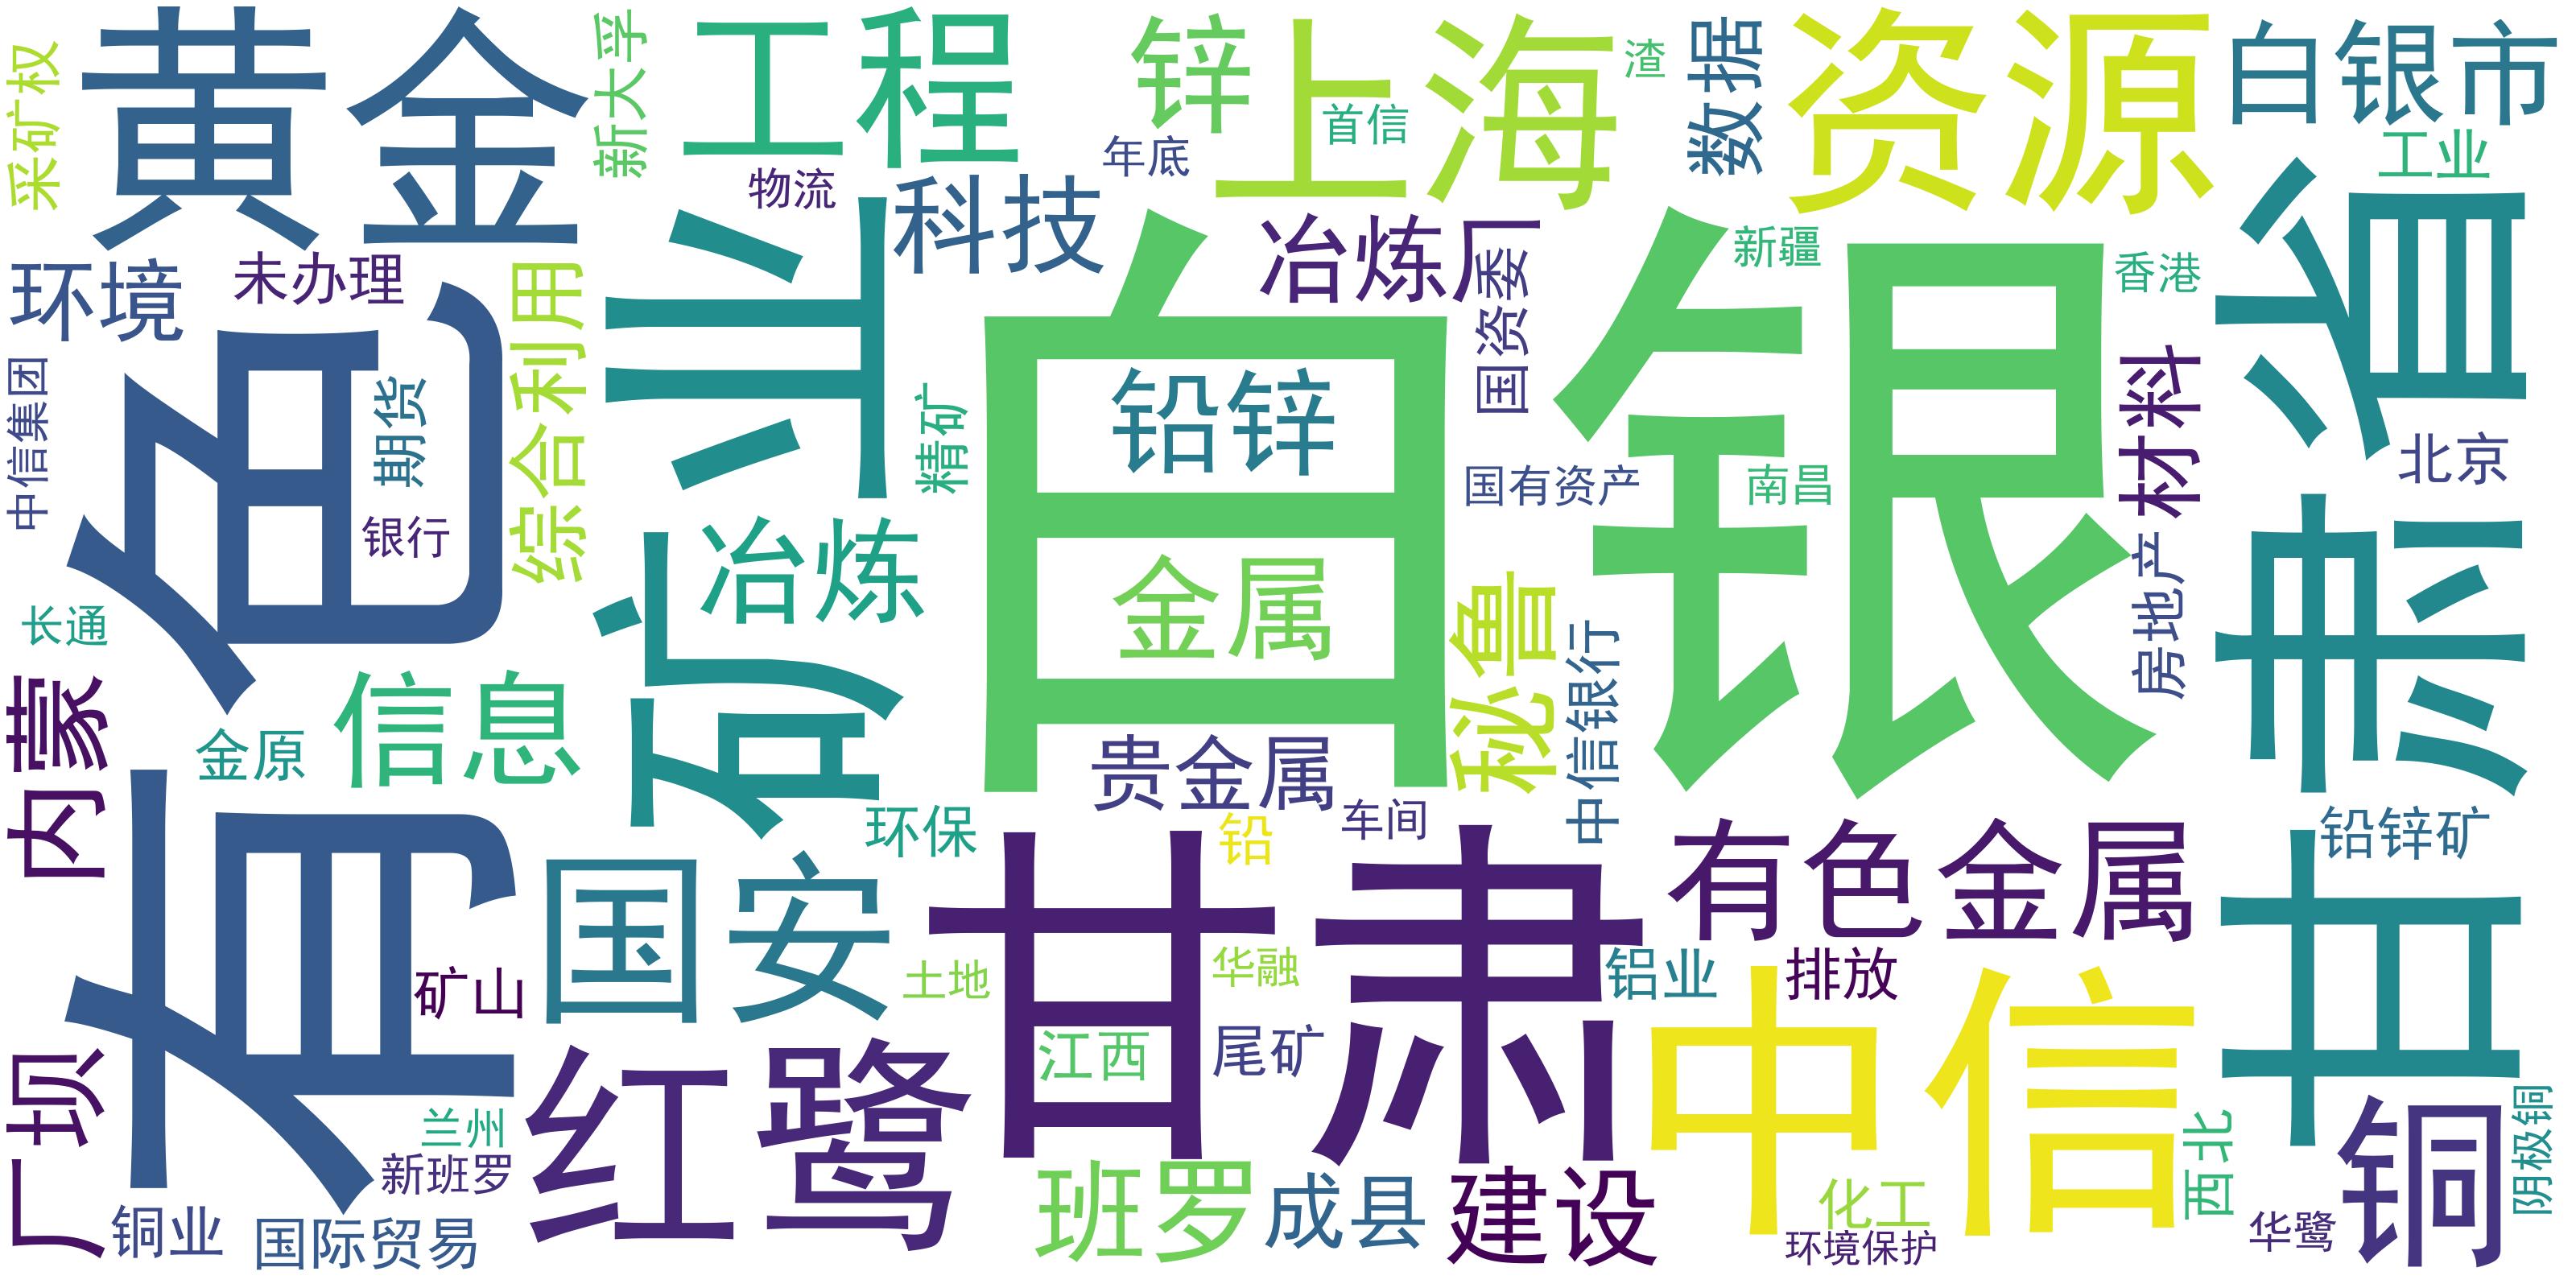 黄金
工程
锌
上海
渣
数据
资源
白银市
采矿权
新大孚
首信
年底
物流
科技
工业
冶炼厂
国资委
新疆
香港
甘肃省
环境
未办理
综合利用
矿业
白银
有色
期货
银行
中信集团
精矿
铅锌
国有资产
南昌
材料
北京
房地产
冶炼
金属
秘鲁
中信银行
长通
内蒙
金原
信息
贵金属
车间
铅
环保
铅锌矿
有色金属
国安
甘肃
矿山
土地
华融
铝业
排放
中信
江西
尾矿
厂坝
红鹭
兰州
新班罗
铜业
国际贸易
班罗
成县
建设
化工
环境保护
西北
铜
阴极铜
华鹭